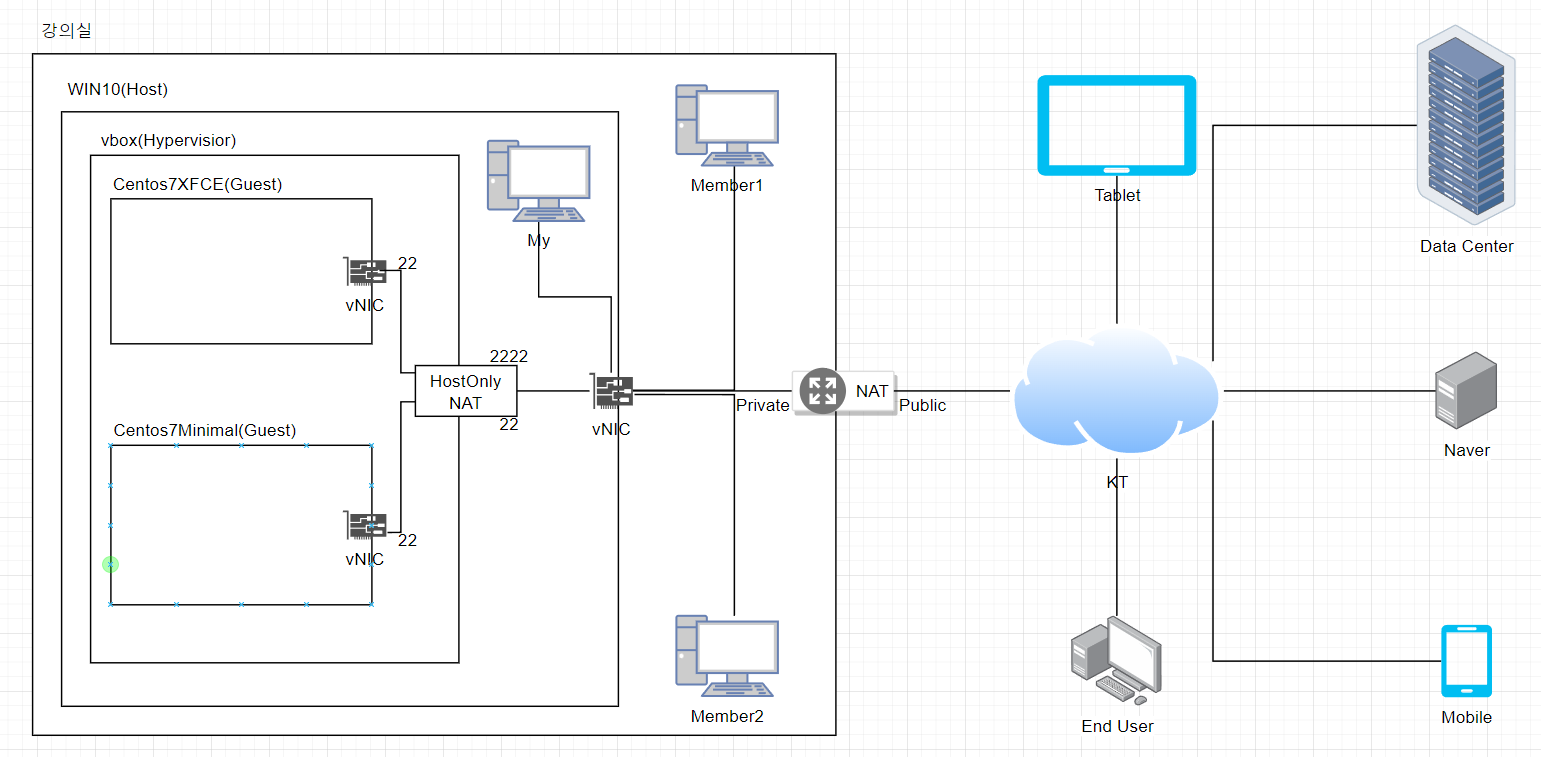 강의실
WIN10(Host)
vbox(Hypervisior)
Centos7XFCE(Guest)
22
vNIC
My
Member1
2222
HostOnly
NAT
22
vNIC
Centos7Minimal(Guest)
22
vNIC
Member2
Private
NAT
Public
Tablet
Data Center
KT
Naver
End User
Mobile